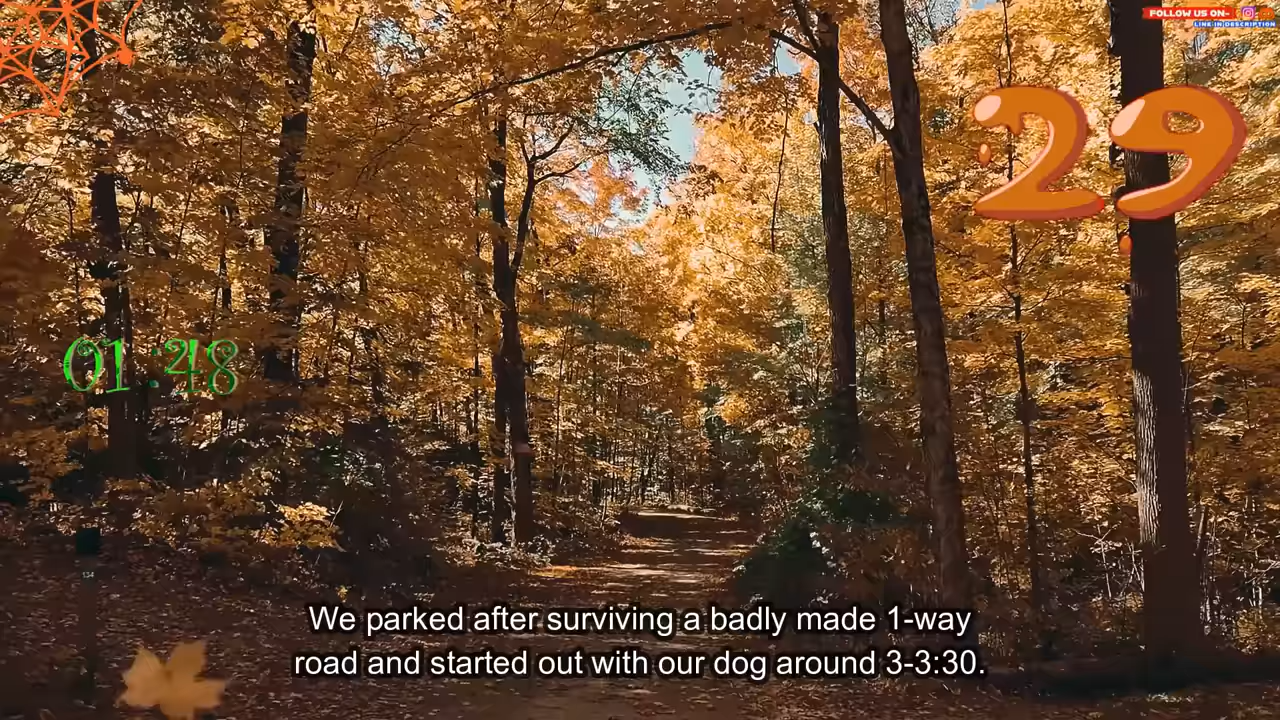 FOLLOW US ON-
LINK IN DESCRIPTION
29
01:48
134
We parked after surviving a badly made 1-way
road and started out with our dog around 3-3:30.